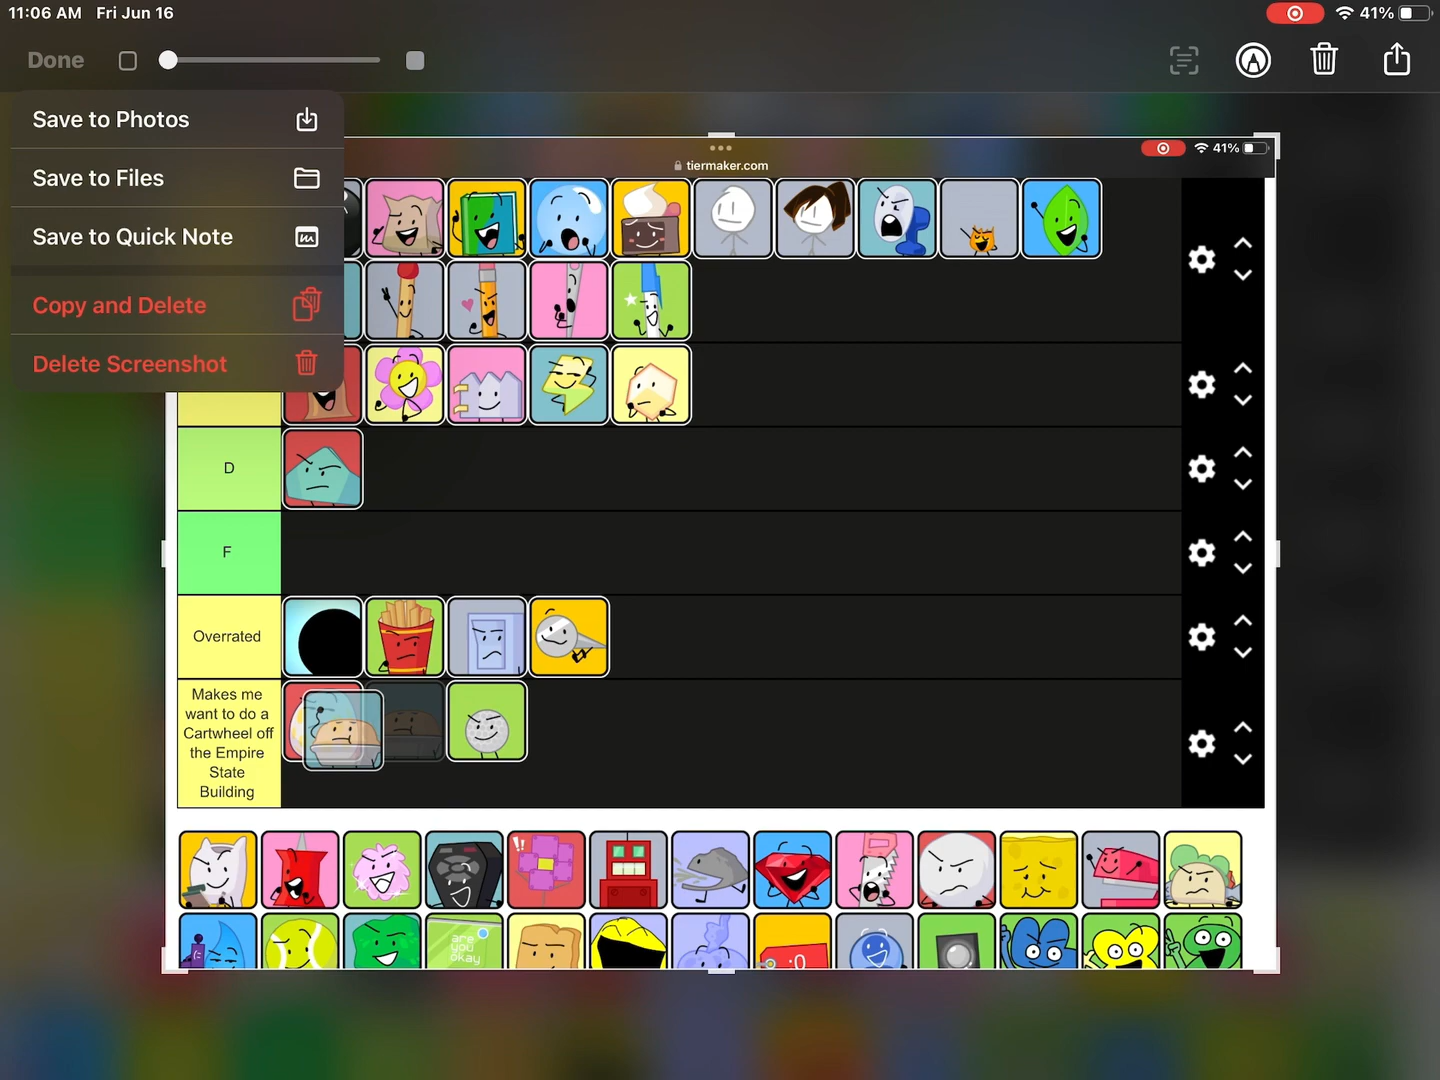 11:06 AM Fri Jun 16
41%
Done
Save to Photos
Save to Files
Save to Quick Note
Copy and Delete
Delete Screenshot
41%
tiermaker.com
D
F
Overrated
Makes me
want to do a
Cartwheel off
the Empire
State
Building
!!
are
you
okay
:0